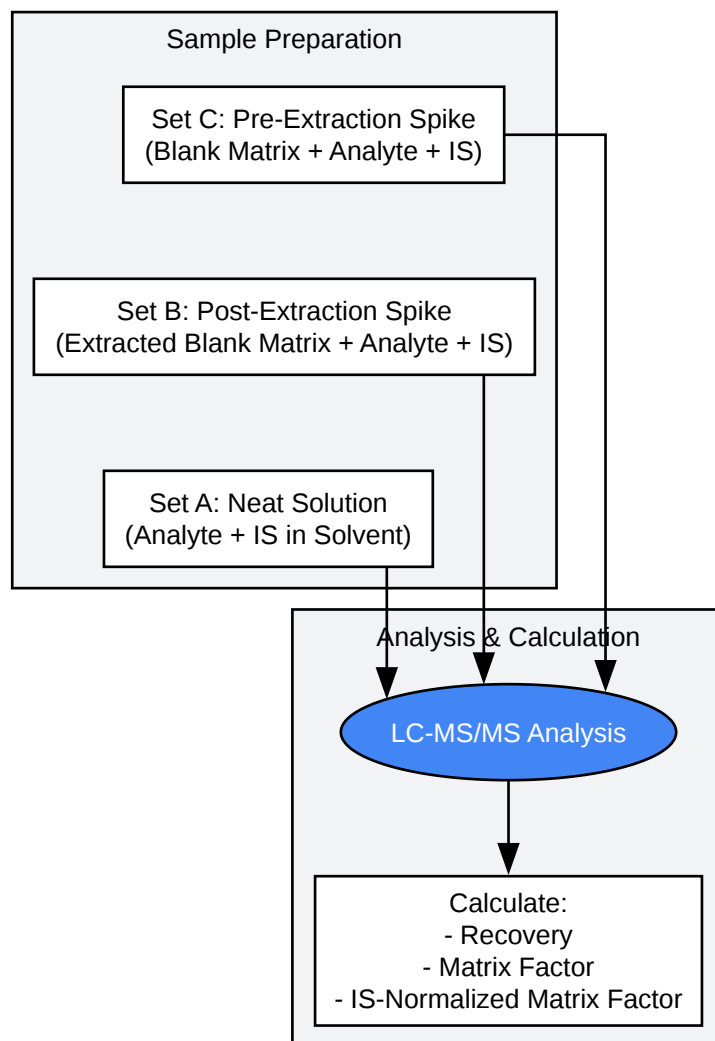 Sample Preparation
Set C: Pre-Extraction Spike
(Blank Matrix + Analyte + IS)
Set B: Post-Extraction Spike
(Extracted Blank Matrix + Analyte + IS)
Set A: Neat Solution
(Analyte + IS in Solvent)
Analysis & Calculation
LC-MS/MS Analysis
Calculate:
- Recovery
- Matrix Factor
- IS-Normalized Matrix Factor